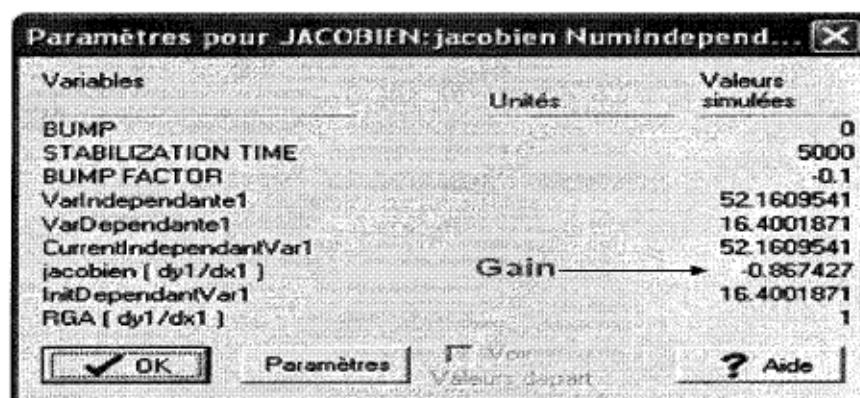 Paramètres pour JACOBIEN:jacobien NumIndepend...
Variables Unités Valeurs simulées
BUMP 0
STABILIZATION TIME 5000
BUMP FACTOR -0.1
VarIndependante1 52.1609541
VarDependante1 16.4001871
CurrentIndependantVar1 52.1609541
jacobien ( dy1/dx1 ) Gain -0.867427
InitDependantVar1 16.4001871
RGA ( dy1/dx1 ) 1
OK Paramètres Voir Valeurs départ ? Aide